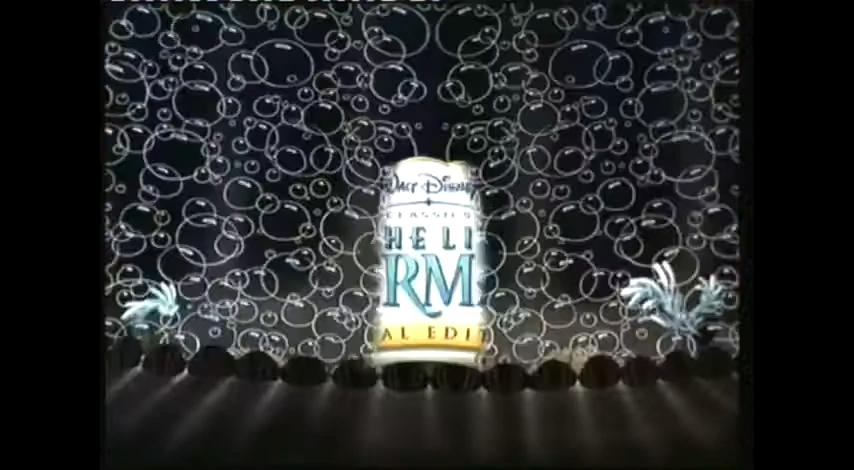 WALT DISNEY
CLASSICS
HE LI
RM
AL EDI